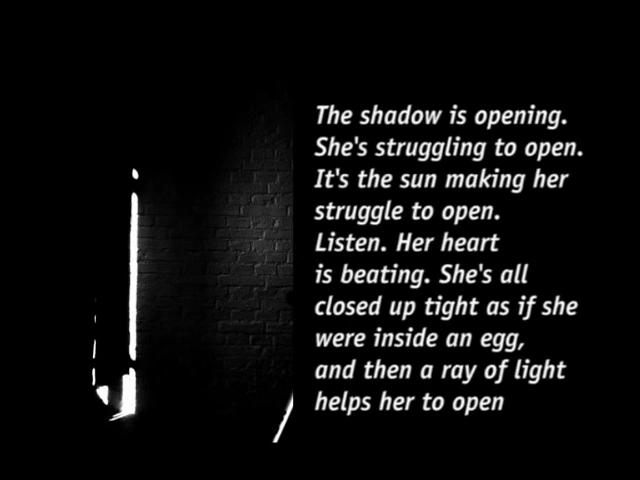 The shadow is opening.
She's struggling to open.
It's the sun making her
struggle to open.
Listen. Her heart
is beating. She's all
closed up tight as if she
were inside an egg,
and then a ray of light
helps her to open